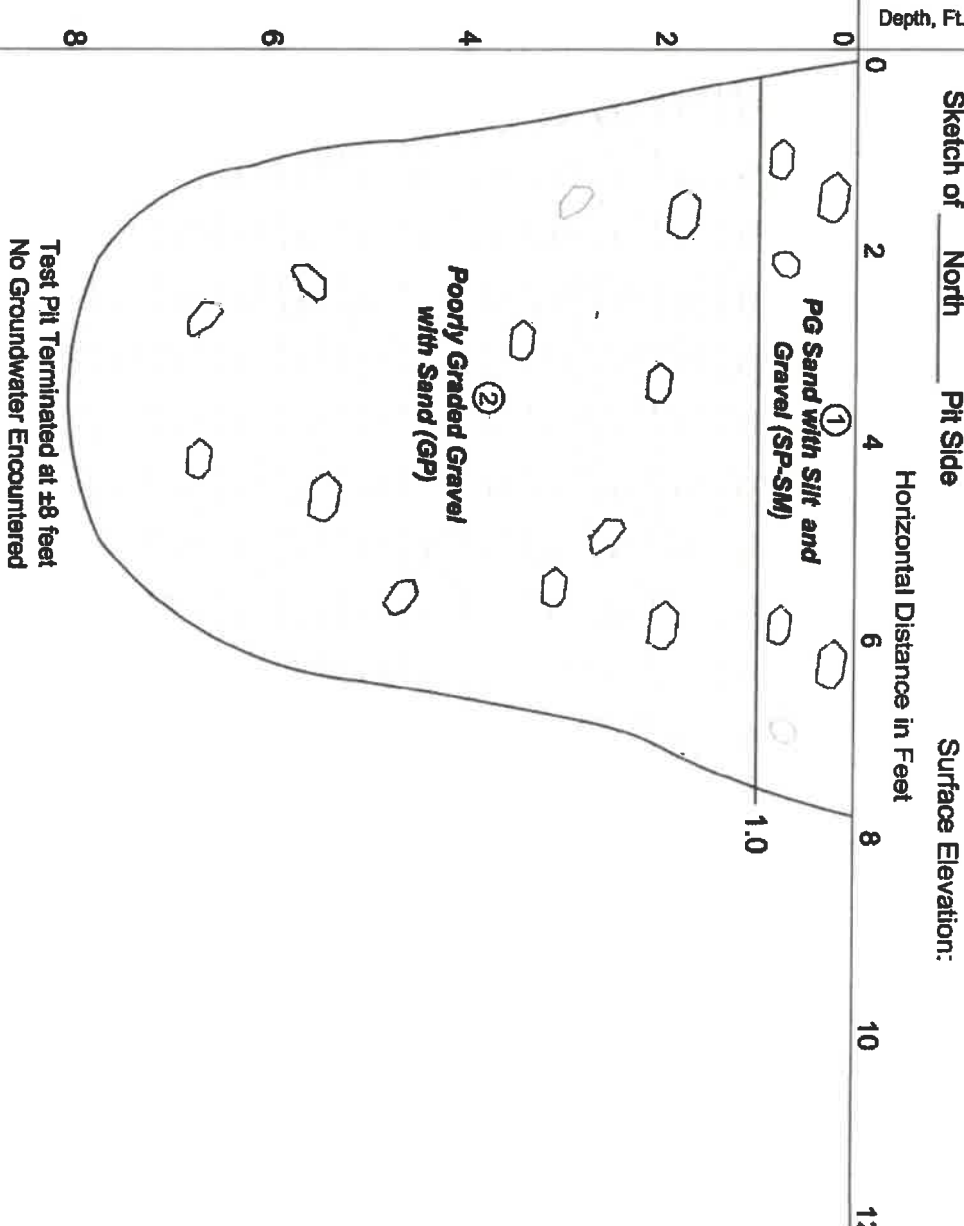 Sketch of North Pit Side Surface Elevation:
Horizontal Distance in Feet
Depth, Ft.
0 2 4 6 8 10 12
0
2
4
6
8
①
PG Sand with Silt and
Gravel (SP-SM)
1.0
②
Poorly Graded Gravel
with Sand (GP)
Test Pit Terminated at ±8 feet
No Groundwater Encountered